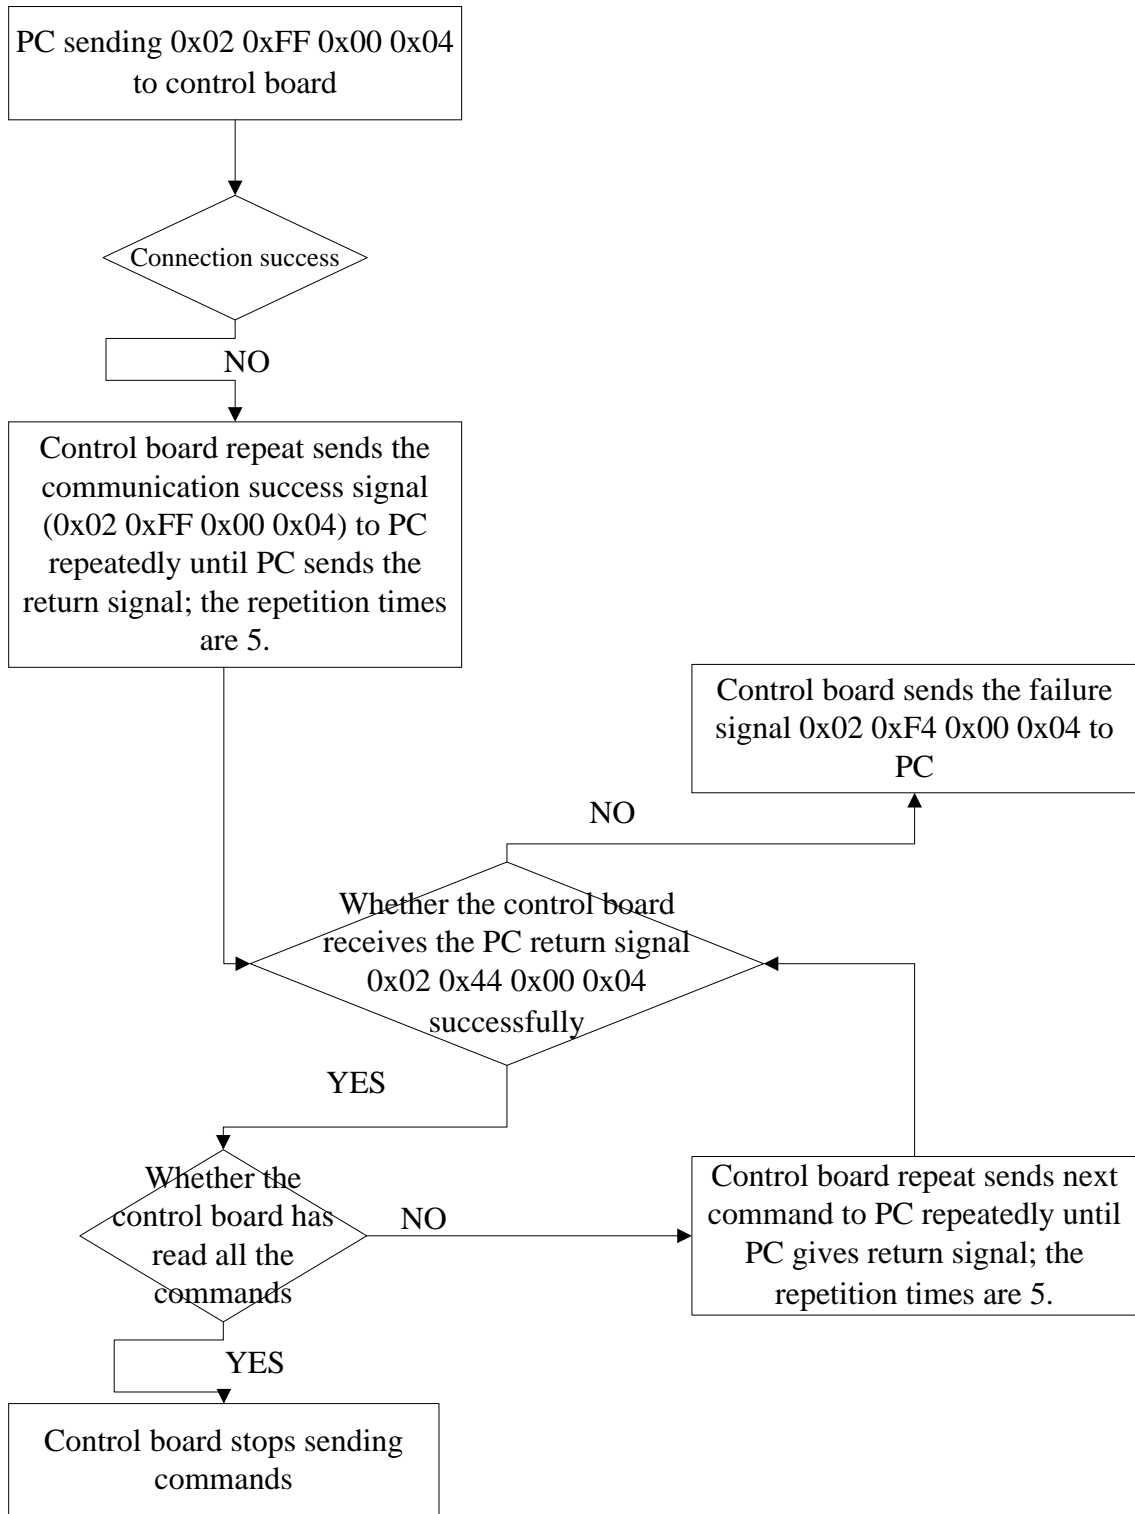 PC sending 0x02 0xFF 0x00 0x04
to control board
Connection success
NO
Control board repeat sends the
communication success signal
(0x02 0xFF 0x00 0x04) to PC
repeatedly until PC sends the
return signal; the repetition times
are 5.
Control board sends the failure
signal 0x02 0xF4 0x00 0x04 to
PC
NO
Whether the control board
receives the PC return signal
0x02 0x44 0x00 0x04
successfully
YES
Whether the
control board has
read all the
commands
NO
Control board repeat sends next
command to PC repeatedly until
PC gives return signal; the
repetition times are 5.
YES
Control board stops sending
commands